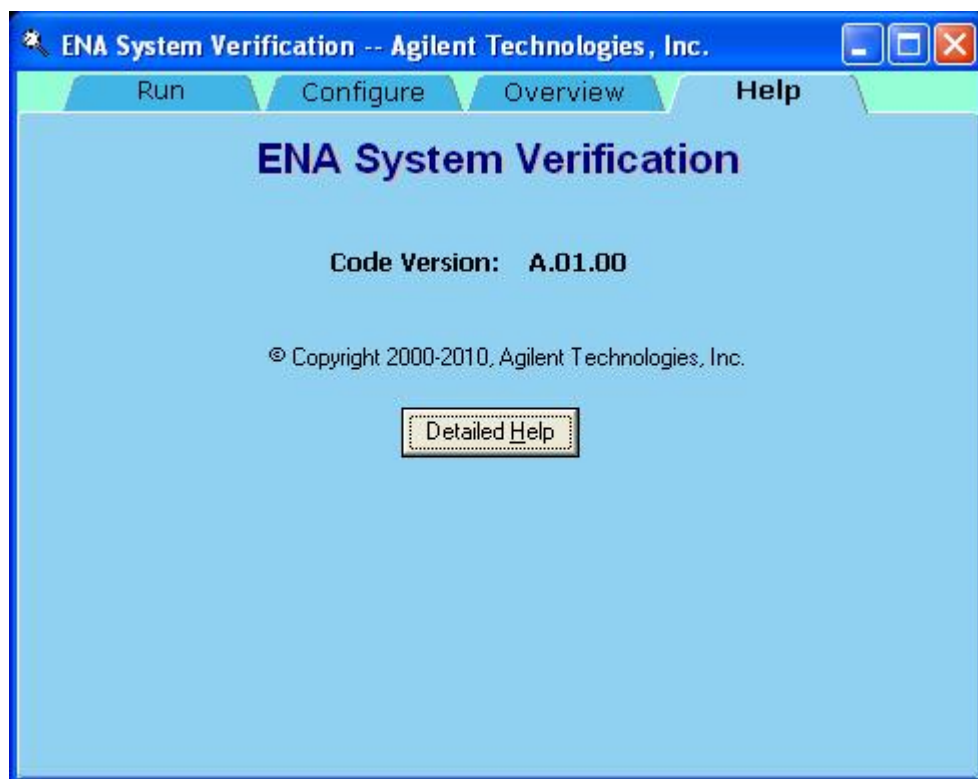 ENA System Verification -- Agilent Technologies, Inc.
Run Configure Overview Help
ENA System Verification
Code Version: A.01.00
© Copyright 2000-2010, Agilent Technologies, Inc.
Detailed Help